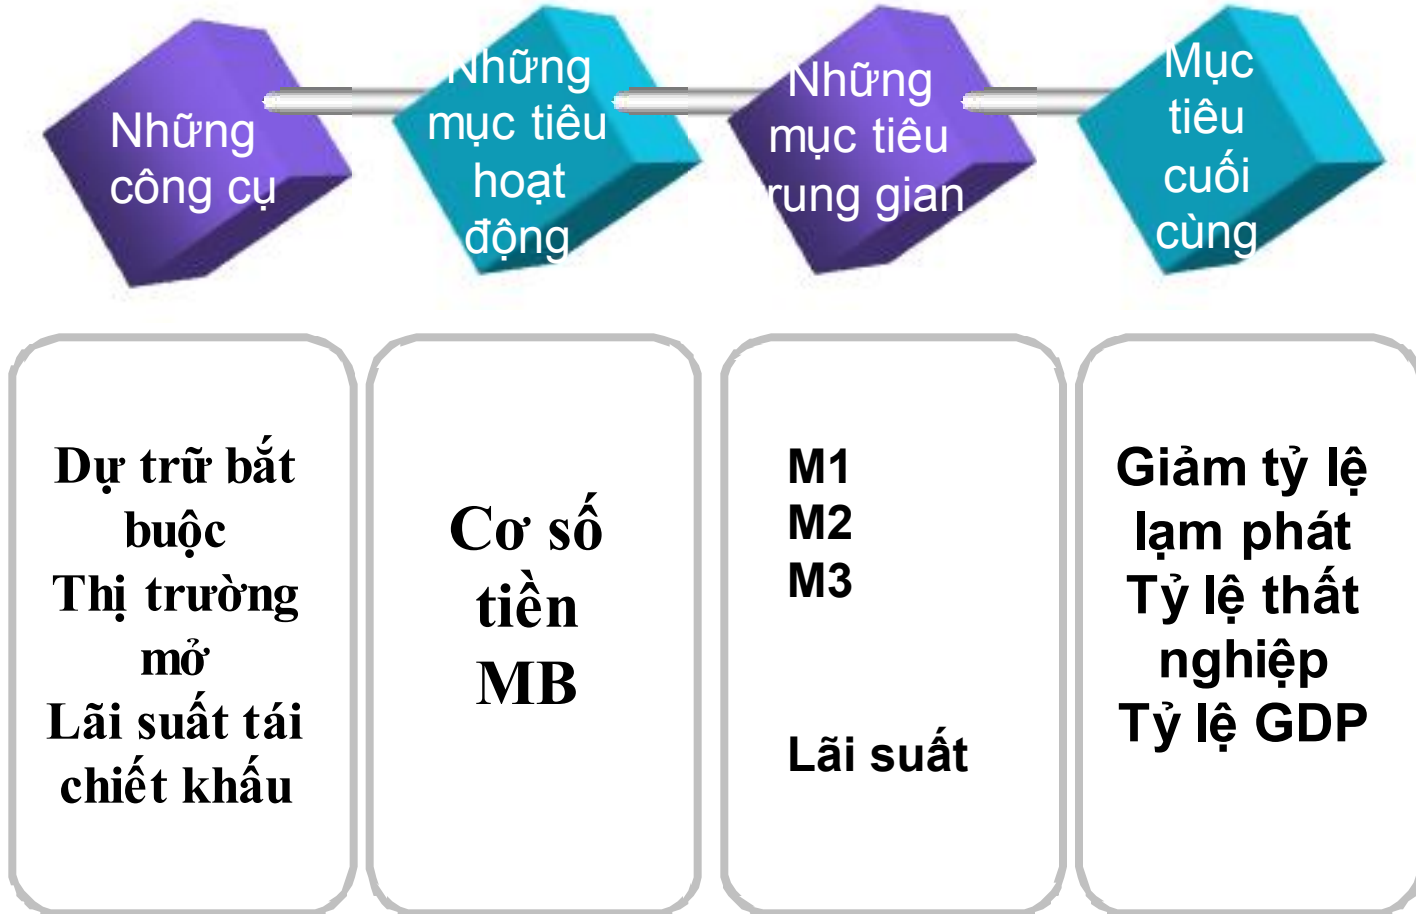 Những
công cụ
Những
mục tiêu
hoạt
động
Những
mục tiêu
trung gian
Mục
tiêu
cuối
cùng
Dự trữ bắt
buộc
Thị trường
mở
Lãi suất tái
chiết khấu
Cơ số
tiền
MB
M1
M2
M3
Lãi suất
Giảm tỷ lệ
lạm phát
Tỷ lệ thất
nghiệp
Tỷ lệ GDP